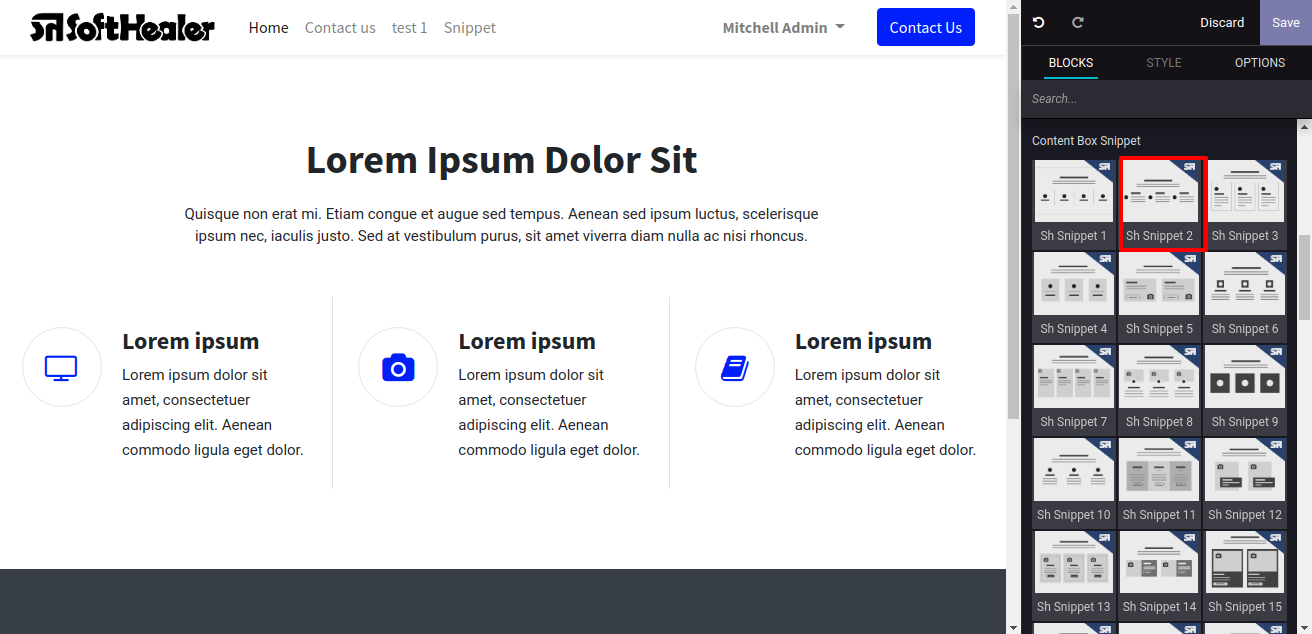 SoftHealer Home Contact us test 1 Snippet Mitchell Admin Contact Us
Discard Save
BLOCKS STYLE OPTIONS
Search...
Lorem Ipsum Dolor Sit
Quisque non erat mi. Etiam congue et augue sed tempus. Aenean sed ipsum luctus, scelerisque
ipsum nec, iaculis justo. Sed at vestibulum purus, sit amet viverra diam nulla ac nisi rhoncus.
Lorem ipsum
Lorem ipsum dolor sit
amet, consectetuer
adipiscing elit. Aenean
commodo ligula eget dolor.
Lorem ipsum
Lorem ipsum dolor sit
amet, consectetuer
adipiscing elit. Aenean
commodo ligula eget dolor.
Lorem ipsum
Lorem ipsum dolor sit
amet, consectetuer
adipiscing elit. Aenean
commodo ligula eget dolor.
Content Box Snippet
Sh Snippet 1 Sh Snippet 2 Sh Snippet 3
Sh Snippet 4 Sh Snippet 5 Sh Snippet 6
Sh Snippet 7 Sh Snippet 8 Sh Snippet 9
Sh Snippet 10 Sh Snippet 11 Sh Snippet 12
Sh Snippet 13 Sh Snippet 14 Sh Snippet 15